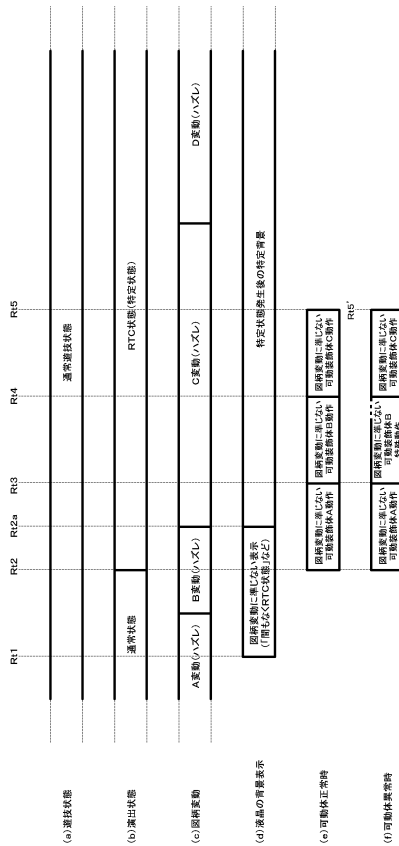 Rt1
Rt2
Rt2a
Rt3
Rt4
Rt5
(a)遊技状態
通常遊技状態
(b)演出状態
通常状態
RTC状態(特定状態)
(c)図柄変動
A変動(ハズレ)
B変動(ハズレ)
C変動(ハズレ)
D変動(ハズレ)
(d)液晶の背景表示
図柄変動に準じない表示
(「間もなくRTC状態」など)
特定状態発生後の特定背景
(e)可動体正常時
図柄変動に準じない
可動装飾体A動作
図柄変動に準じない
可動装飾体B動作
図柄変動に準じない
可動装飾体C動作
Rt5'
(f)可動体異常時
図柄変動に準じない
可動装飾体A動作
図柄変動に準じない
可動装飾体B
特殊動作
図柄変動に準じない
可動装飾体C動作